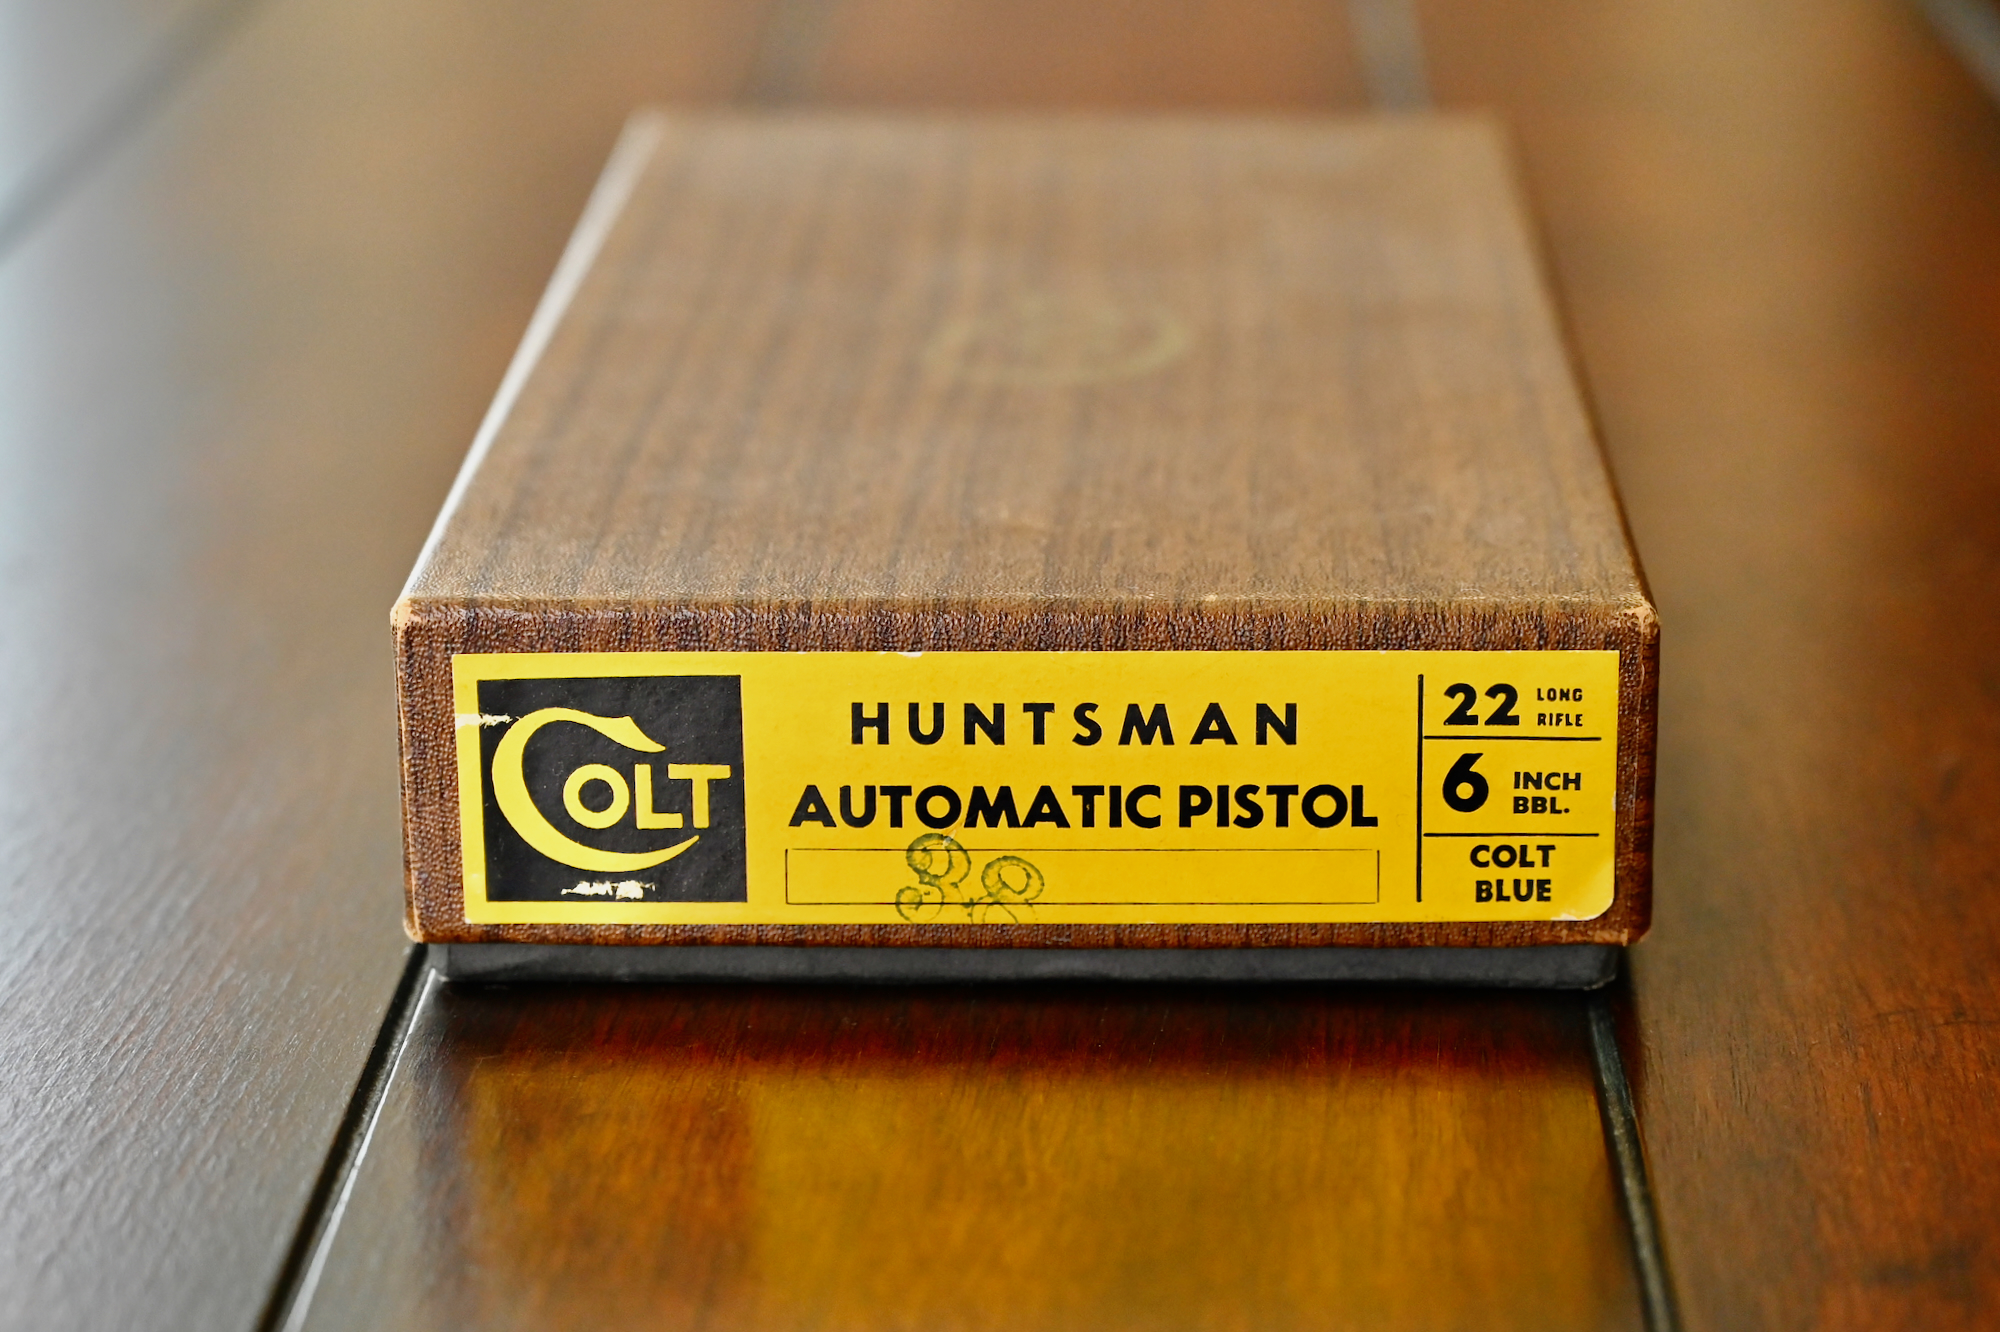 COLT
HUNTSMAN
AUTOMATIC PISTOL
22 LONG RIFLE
6 INCH BBL.
COLT
BLUE